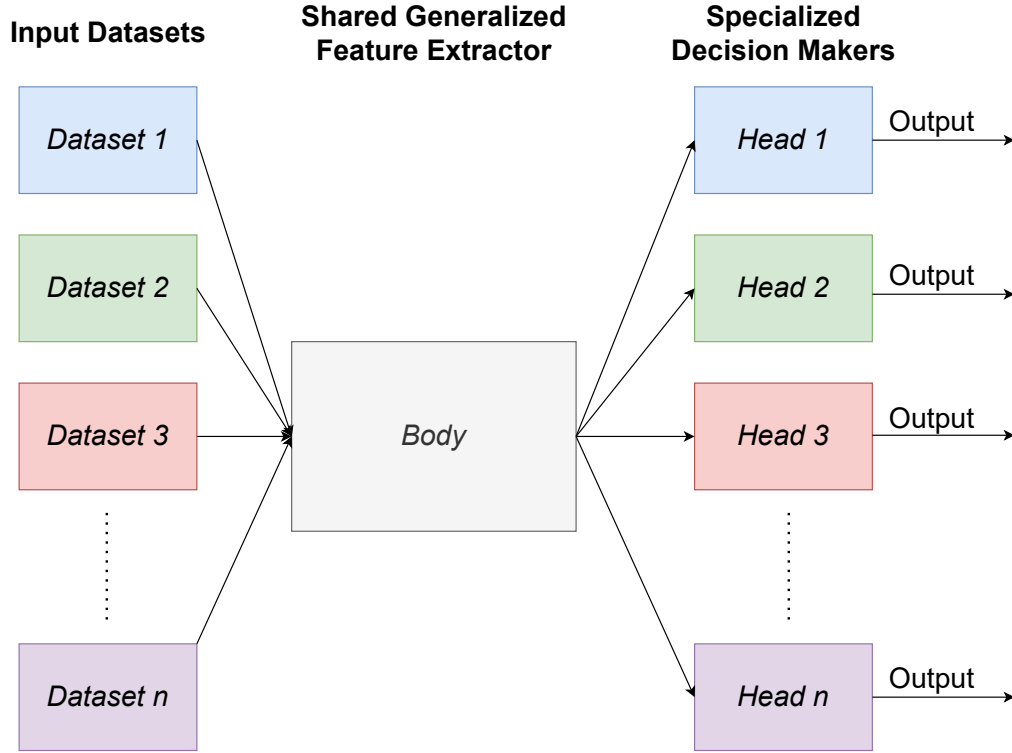 Input Datasets
Shared Generalized
Feature Extractor
Specialized
Decision Makers
Dataset 1
Dataset 2
Dataset 3
Dataset n
Body
Head 1
Output
Head 2
Output
Head 3
Output
Head n
Output